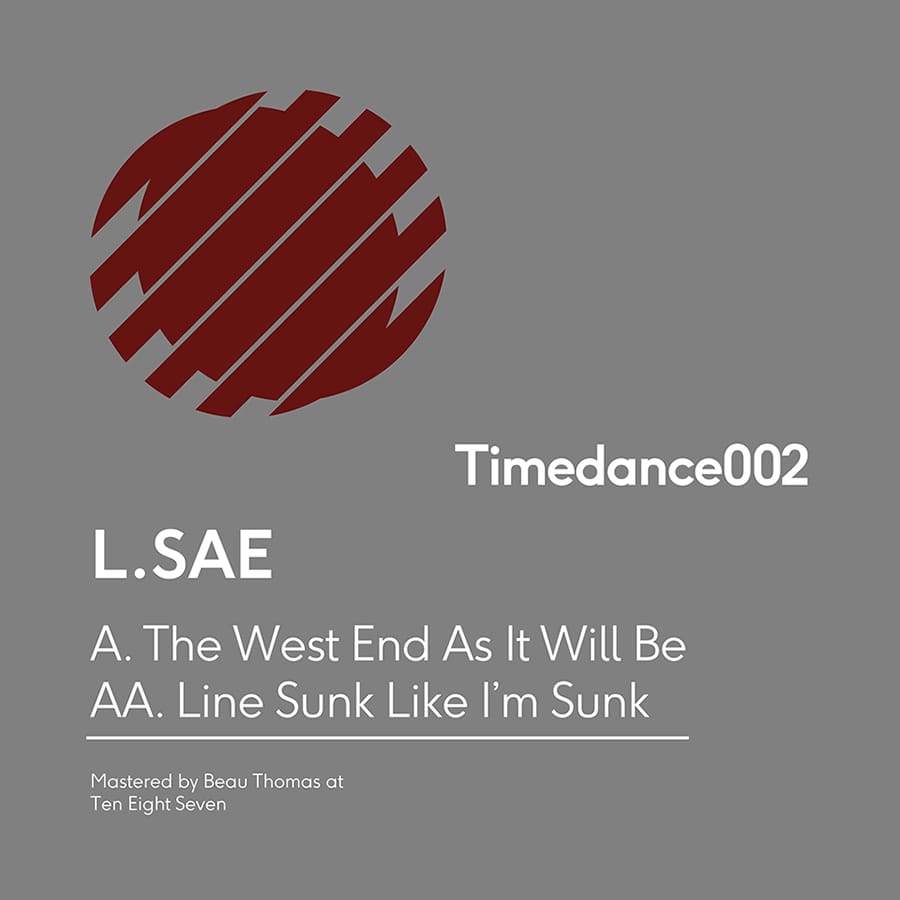 Timedance002
L.SAE
A. The West End As It Will Be
AA. Line Sunk Like I'm Sunk
Mastered by Beau Thomas at
Ten Eight Seven